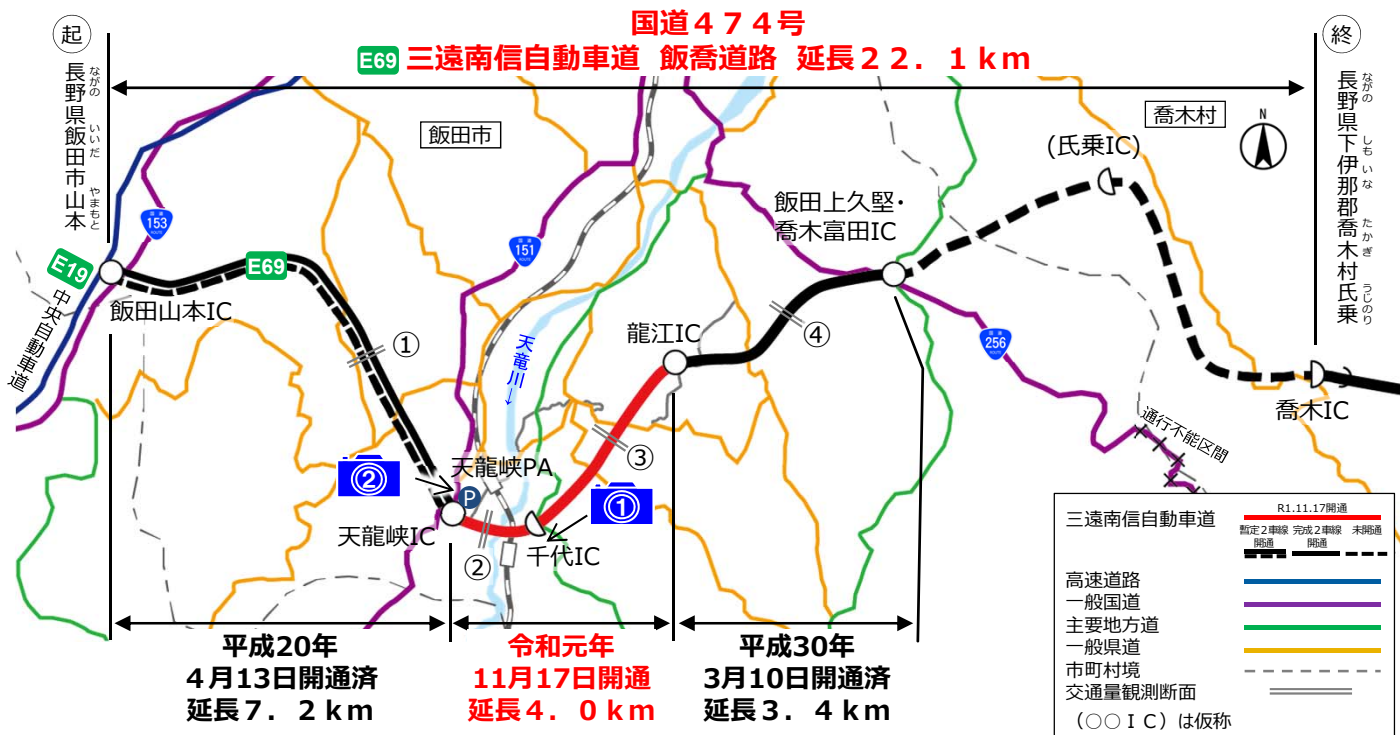 国道474号
E69 三遠南信自動車道 飯喬道路 延長22.1km
起
長野県飯田市山本
ながの いいだ やまもと
終
長野県下伊那郡喬木村氏乗
ながの しもいな たかぎ うじのり
飯田市
喬木村
N
(氏乗IC)
飯田上久堅・
喬木富田IC
国道
153
ROUTE
国道
151
ROUTE
E19
中央自動車道
E69
飯田山本IC
①
天竜川→
龍江IC
④
国道
256
ROUTE
喬木IC
通行不能区間
③
②
天龍峡PA
P
①
天龍峡IC
②
千代IC
平成20年
4月13日開通済
延長7.2km
令和元年
11月17日開通
延長4.0km
平成30年
3月10日開通済
延長3.4km
三遠南信自動車道
R1.11.17開通
暫定2車線
開通
完成2車線
開通
未開通
高速道路
一般国道
主要地方道
一般県道
市町村境
交通量観測断面
(○○IC)は仮称